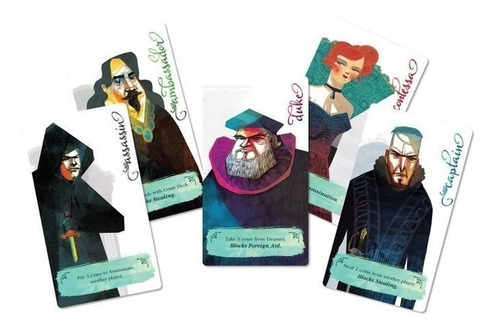 ambassador
contessa
assassin
duke
captain
with Court Deck.
Blocks Stealing.
Assassination.
Pay 3 coins to Assassinate
another player.
Take 3 coins from Treasury.
Blocks Foreign Aid.
Steal 2 coins from another player.
Blocks Stealing.